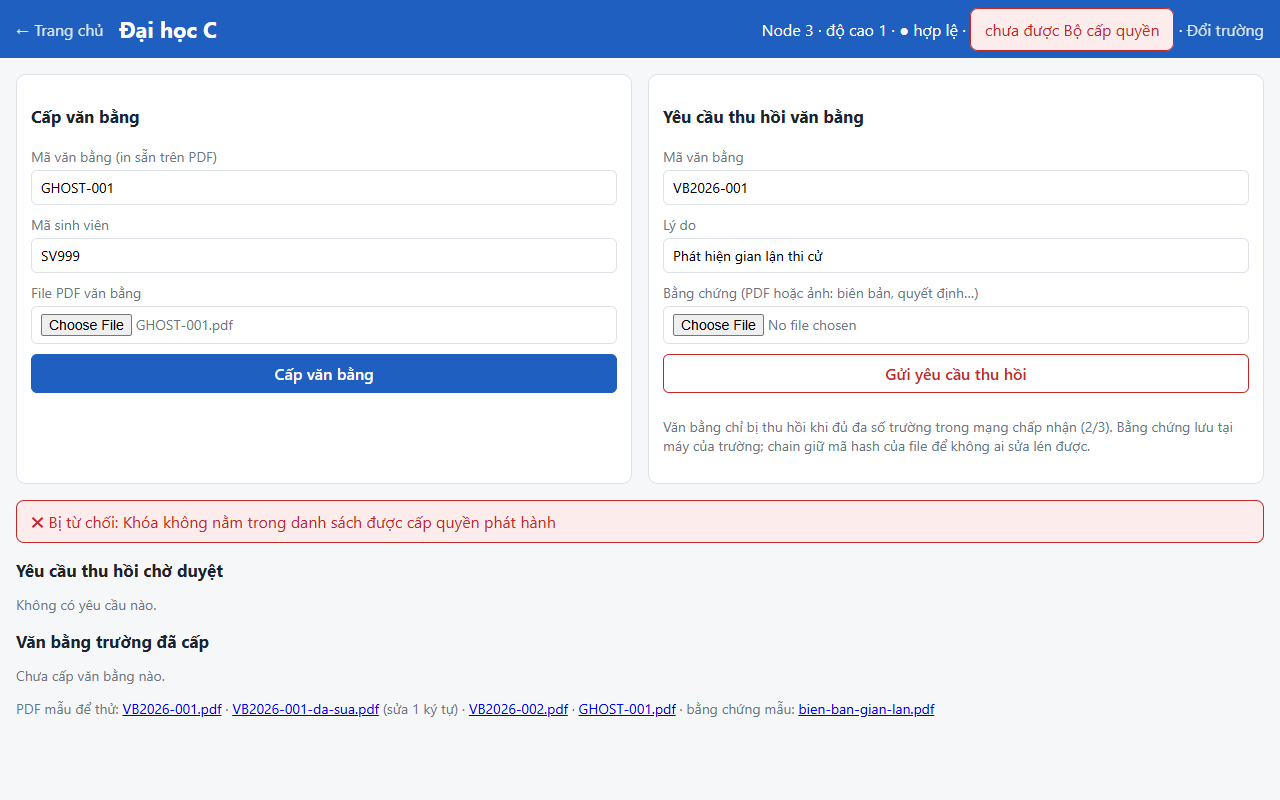 ← Trang chủ Đại học C Node 3 · độ cao 1 · ● hợp lệ · chưa được Bộ cấp quyền · Đổi trường
Cấp văn bằng
Mã văn bằng (in sẵn trên PDF)
GHOST-001
Mã sinh viên
SV999
File PDF văn bằng
Choose File GHOST-001.pdf
Cấp văn bằng
Yêu cầu thu hồi văn bằng
Mã văn bằng
VB2026-001
Lý do
Phát hiện gian lận thi cử
Bằng chứng (PDF hoặc ảnh: biên bản, quyết định...)
Choose File No file chosen
Gửi yêu cầu thu hồi
Văn bằng chỉ bị thu hồi khi đủ đa số trường trong mạng chấp nhận (2/3). Bằng chứng lưu tại
máy của trường; chain giữ mã hash của file để không ai sửa lén được.
❌ Bị từ chối: Khóa không nằm trong danh sách được cấp quyền phát hành
Yêu cầu thu hồi chờ duyệt
Không có yêu cầu nào.
Văn bằng trường đã cấp
Chưa cấp văn bằng nào.
PDF mẫu để thử: VB2026-001.pdf · VB2026-001-da-sua.pdf (sửa 1 ký tự) · VB2026-002.pdf · GHOST-001.pdf · bằng chứng mẫu: bien-ban-gian-lan.pdf